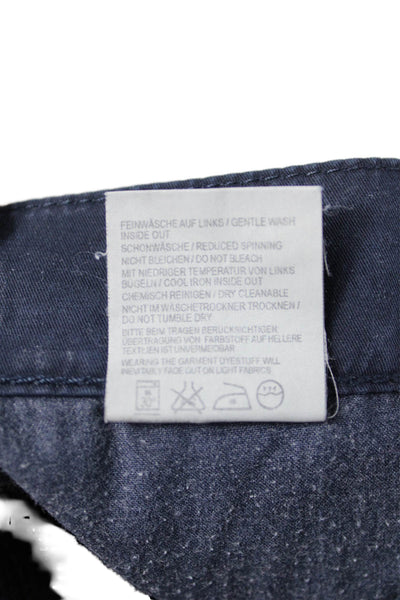 FEINWÄSCHE AUF LINKS / GENTLE WASH
INSIDE OUT
SCHONWÄSCHE / REDUCED SPINNING
NICHT BLEICHEN / DO NOT BLEACH
MIT NIEDRIGER TEMPERATUR VON LINKS
BÜGELN / COOL IRON INSIDE OUT
CHEMISCH REINIGEN / DRY CLEANABLE
NICHT IM WÄSCHETROCKNER TROCKNEN /
DO NOT TUMBLE DRY
BITTE BEIM TRAGEN BERÜCKSICHTIGEN:
ÜBERTRAGUNG VON FARBSTOFF AUF HELLERE
TEXTILIEN IST UNVERMEIDBAR
WEARING THE GARMENT DYESTUFF WILL
INEVITABLY FADE OUT ON LIGHT FABRICS
30°